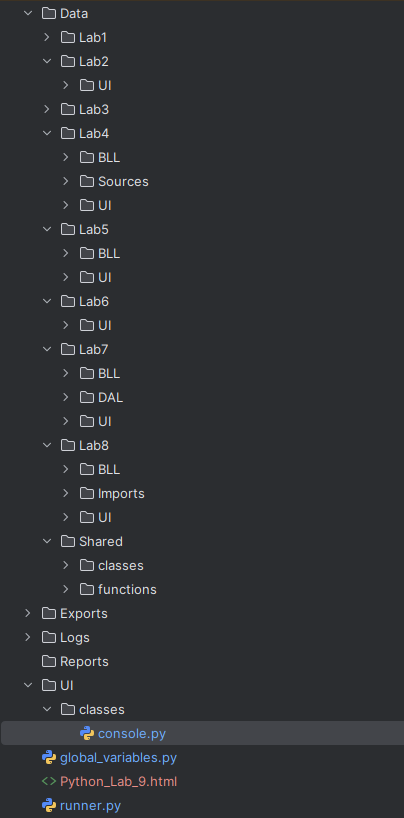 Data
Lab1
Lab2
UI
Lab3
Lab4
BLL
Sources
UI
Lab5
BLL
UI
Lab6
UI
Lab7
BLL
DAL
UI
Lab8
BLL
Imports
UI
Shared
classes
functions
Exports
Logs
Reports
UI
classes
console.py
global_variables.py
Python_Lab_9.html
runner.py